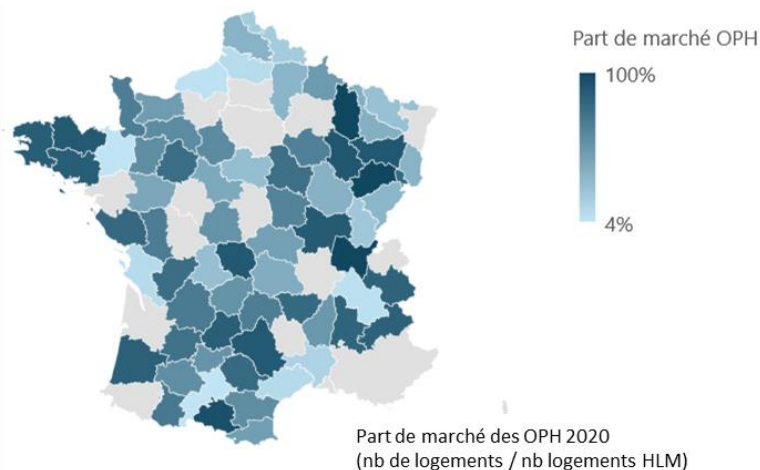 Part de marché OPH
100%
4%
Part de marché des OPH 2020
(nb de logements / nb logements HLM)